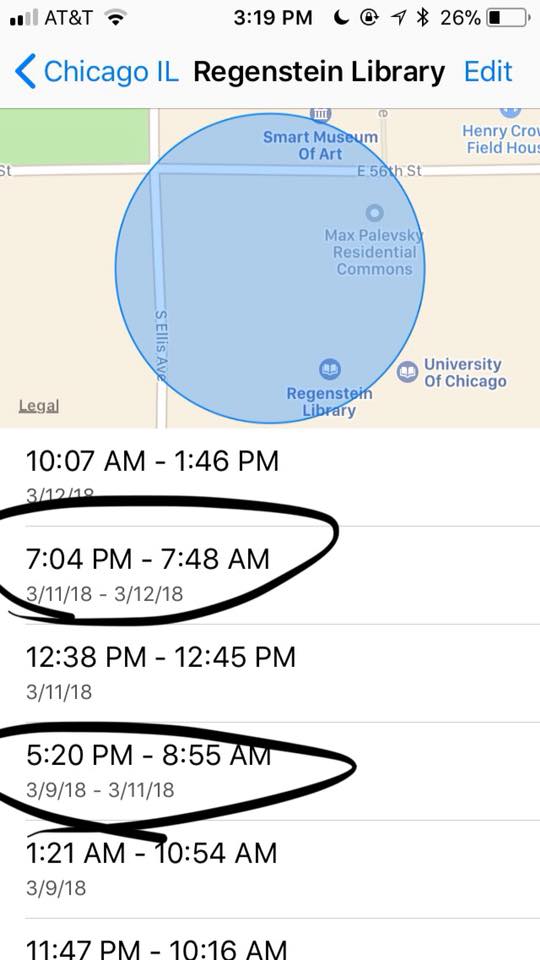 AT&T 3:19 PM 26%
Chicago IL Regenstein Library Edit
Smart Museum
Of Art
Henry Crow
Field Hous
St
E 56th St
Max Palevsky
Residential
Commons
S Ellis Ave
University
Of Chicago
Regenstein
Library
Legal
10:07 AM - 1:46 PM
3/12/18
7:04 PM - 7:48 AM
3/11/18 - 3/12/18
12:38 PM - 12:45 PM
3/11/18
5:20 PM - 8:55 AM
3/9/18 - 3/11/18
1:21 AM - 10:54 AM
3/9/18
11:47 PM - 10:16 AM